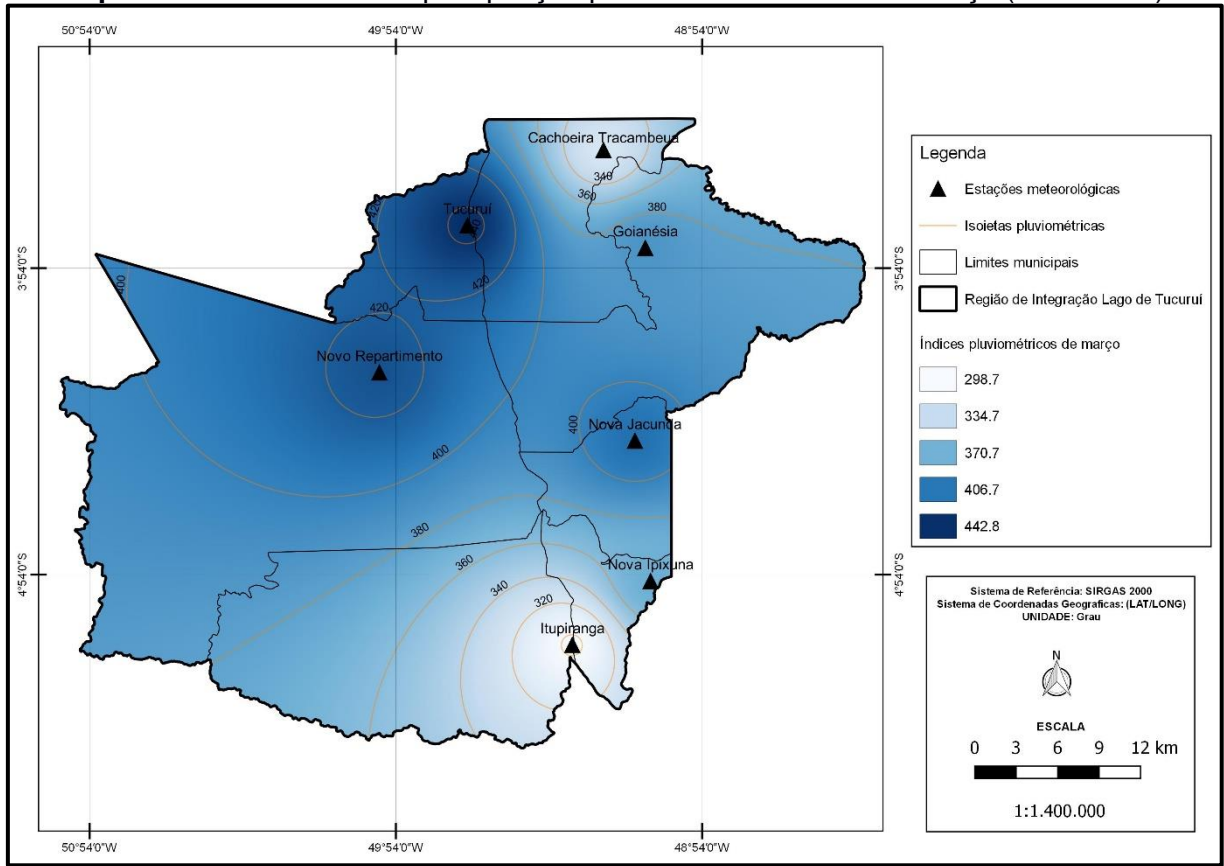 50°54'0"W 49°54'0"W 48°54'0"W
Cachoeira Tracambeua
340
360
380
Tucuruí
420
Goianésia
3°54'0"S
3°54'0"S
400
420
420
Novo Repartimento
400
Nova Jacunda
400
380
360
Nova Ipixuna
4°54'0"S
4°54'0"S
340
320
Itupiranga
50°54'0"W 49°54'0"W 48°54'0"W
Legenda
Estações meteorológicas
Isoietas pluviométricas
Limites municipais
Região de Integração Lago de Tucuruí
Índices pluviométricos de março
298.7
334.7
370.7
406.7
442.8
Sistema de Referência: SIRGAS 2000
Sistema de Coordenadas Geograficas: (LAT/LONG)
UNIDADE: Grau
N
ESCALA
0 3 6 9 12 km
1:1.400.000